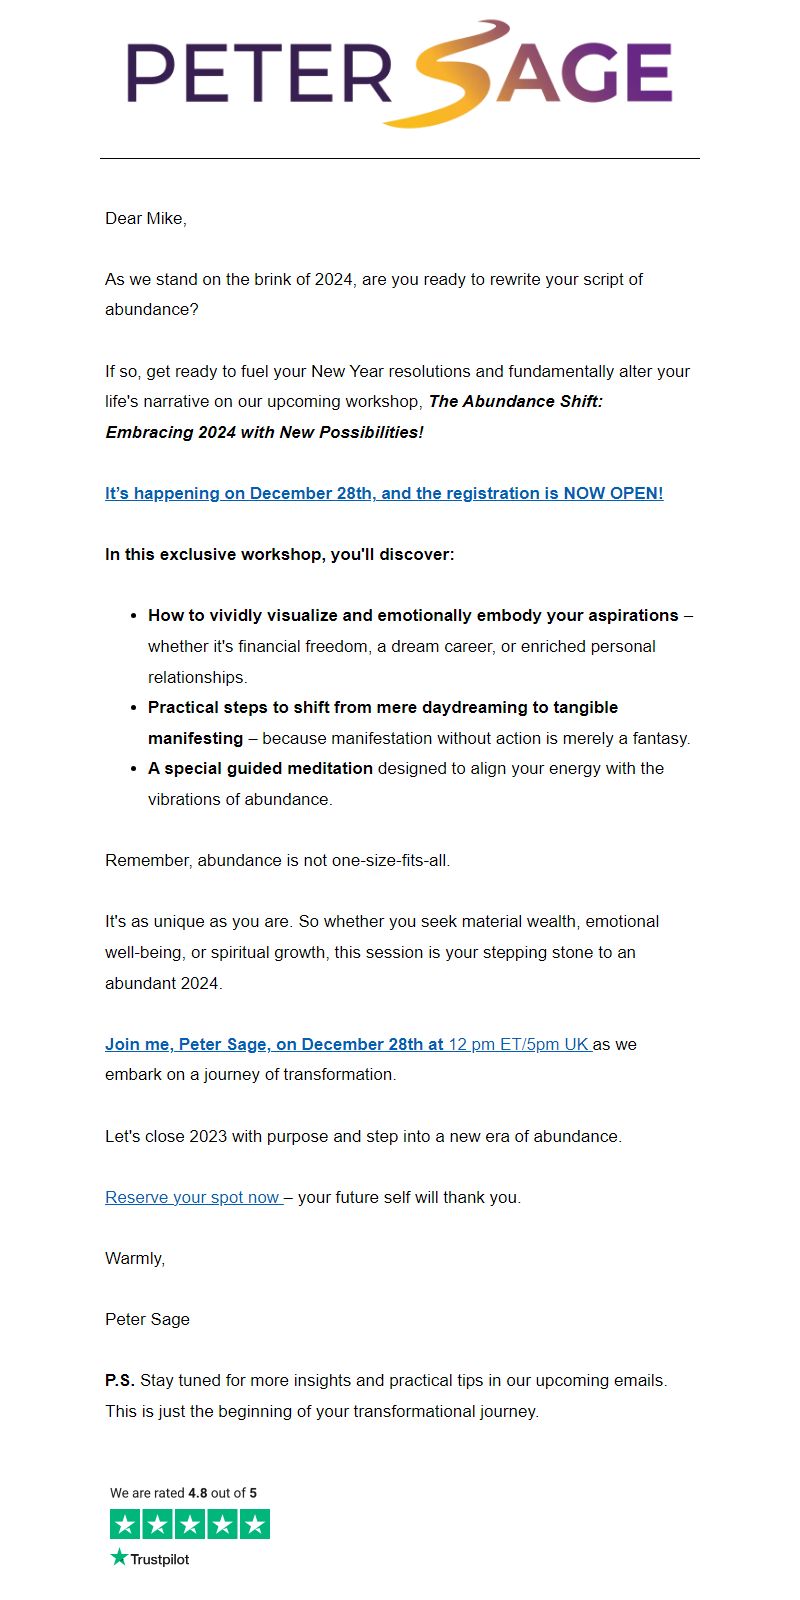 PETER SAGE
Dear Mike,
As we stand on the brink of 2024, are you ready to rewrite your script of
abundance?
If so, get ready to fuel your New Year resolutions and fundamentally alter your
life's narrative on our upcoming workshop, The Abundance Shift:
Embracing 2024 with New Possibilities!
It’s happening on December 28th, and the registration is NOW OPEN!
In this exclusive workshop, you'll discover:
• How to vividly visualize and emotionally embody your aspirations –
whether it's financial freedom, a dream career, or enriched personal
relationships.
• Practical steps to shift from mere daydreaming to tangible
manifesting – because manifestation without action is merely a fantasy.
• A special guided meditation designed to align your energy with the
vibrations of abundance.
Remember, abundance is not one-size-fits-all.
It's as unique as you are. So whether you seek material wealth, emotional
well-being, or spiritual growth, this session is your stepping stone to an
abundant 2024.
Join me, Peter Sage, on December 28th at 12 pm ET/5pm UK as we
embark on a journey of transformation.
Let's close 2023 with purpose and step into a new era of abundance.
Reserve your spot now – your future self will thank you.
Warmly,
Peter Sage
P.S. Stay tuned for more insights and practical tips in our upcoming emails.
This is just the beginning of your transformational journey.
We are rated 4.8 out of 5
Trustpilot